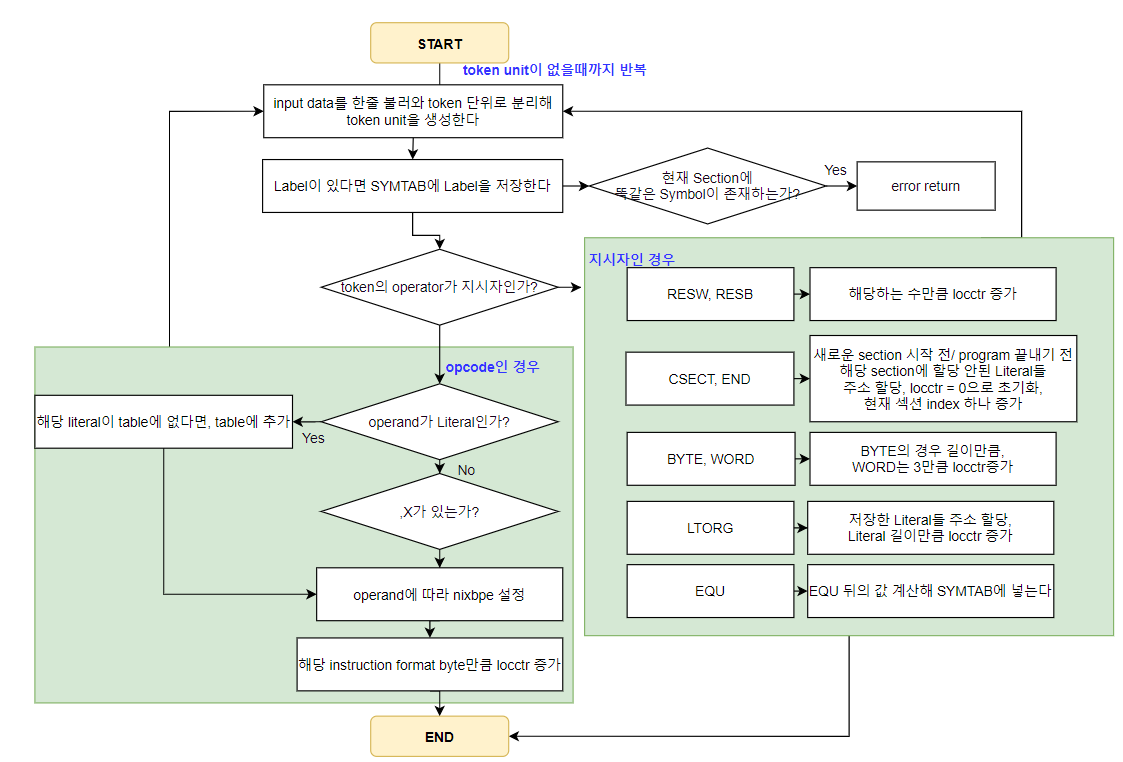 START
token unit이 없을때까지 반복
input data를 한줄 불러와 token 단위로 분리해
token unit을 생성한다
Label이 있다면 SYMTAB에 Label을 저장한다
현재 Section에
똑같은 Symbol이 존재하는가?
Yes
error return
token의 operator가 지시자인가?
지시자인 경우
RESW, RESB
해당하는 수만큼 locctr 증가
CSECT, END
새로운 section 시작 전/ program 끝내기 전
해당 section에 할당 안된 Literal들
주소 할당, locctr = 0으로 초기화,
현재 섹션 index 하나 증가
BYTE, WORD
BYTE의 경우 길이만큼,
WORD는 3만큼 locctr증가
LTORG
저장한 Literal들 주소 할당,
Literal 길이만큼 locctr 증가
EQU
EQU 뒤의 값 계산해 SYMTAB에 넣는다
opcode인 경우
operand가 Literal인가?
Yes
해당 literal이 table에 없다면, table에 추가
No
,X가 있는가?
operand에 따라 nixbpe 설정
해당 instruction format byte만큼 locctr 증가
END